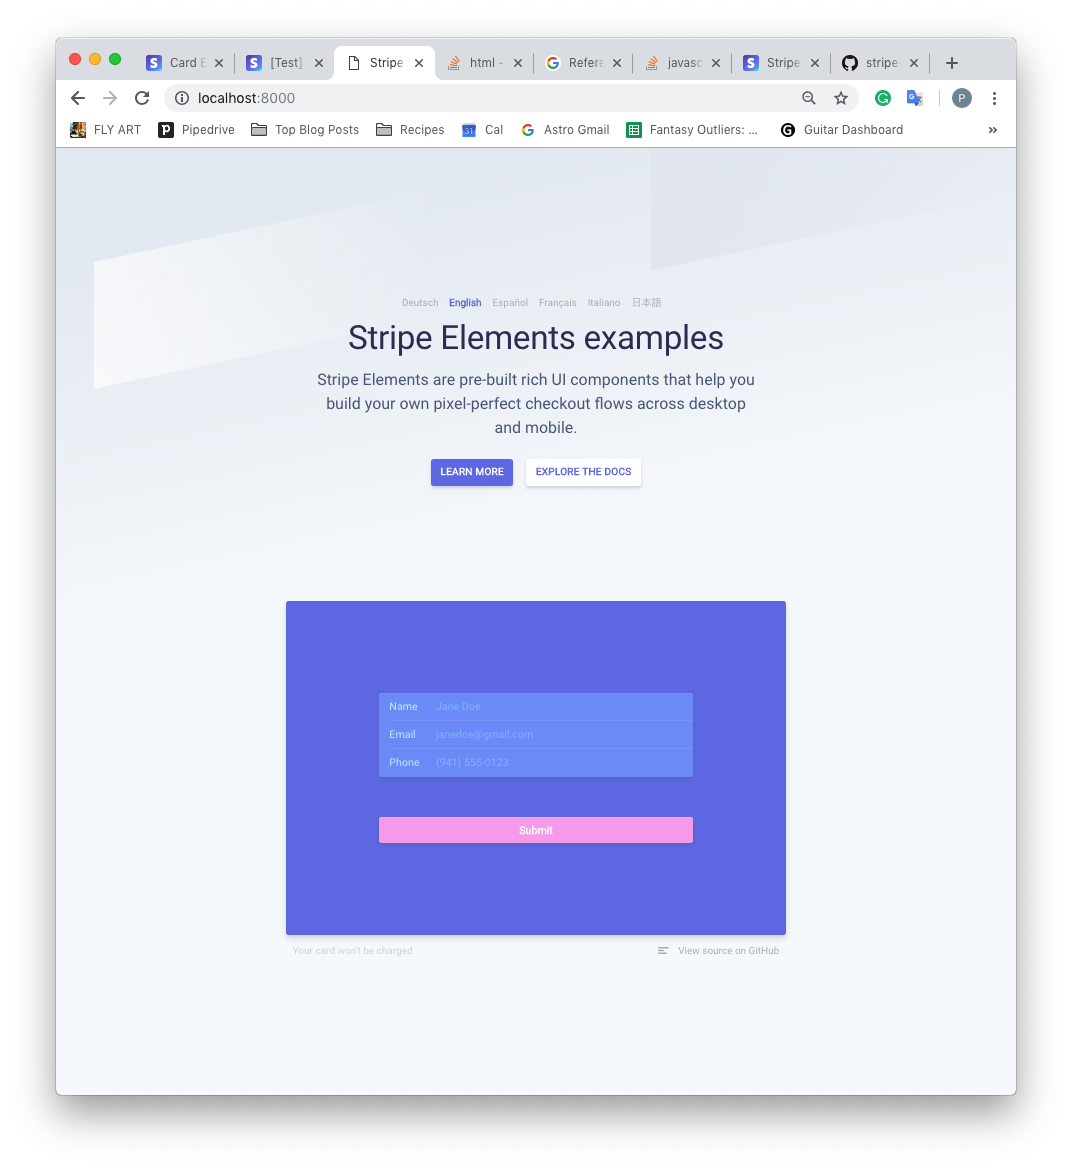 Card E
[Test]
Stripe
html -
Refere
javasc
Stripe
stripe-
localhost:8000
P
FLY ART
Pipedrive
Top Blog Posts
Recipes
31
Cal
Astro Gmail
Fantasy Outliers: ...
Guitar Dashboard
»
Deutsch English Español Français Italiano 日本語
Stripe Elements examples
Stripe Elements are pre-built rich UI components that help you
build your own pixel-perfect checkout flows across desktop
and mobile.
LEARN MORE EXPLORE THE DOCS
Name Jane Doe
Email janedoe@gmail.com
Phone (941) 555-0123
Submit
Your card won't be charged
View source on GitHub